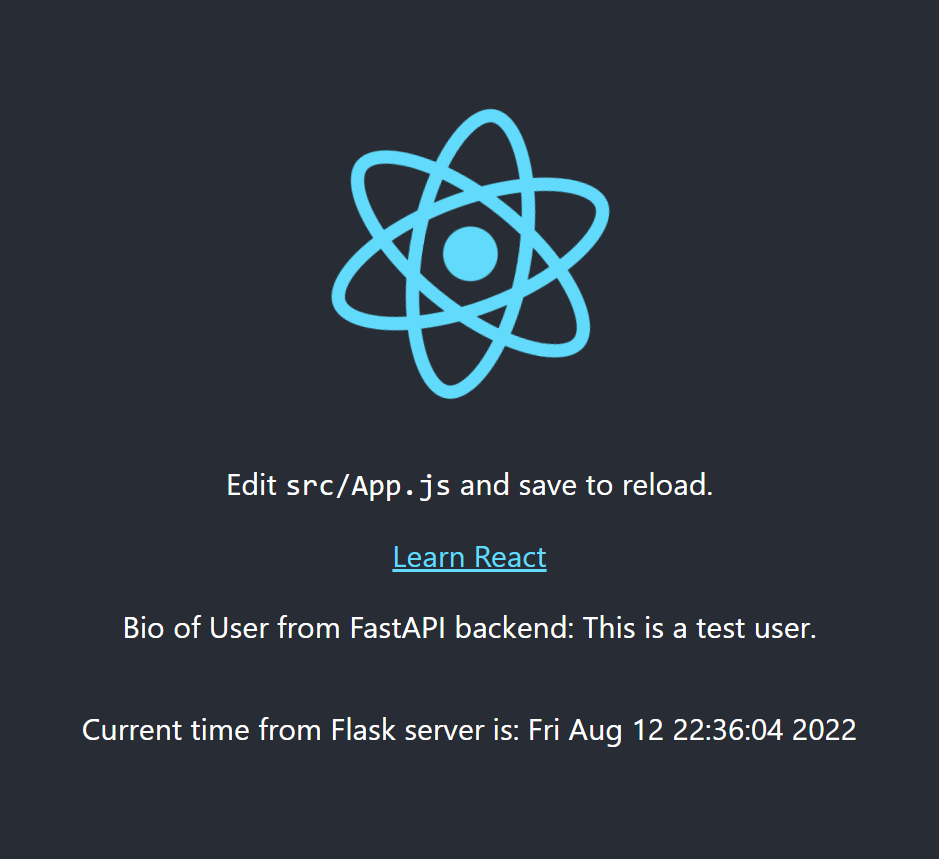 Edit src/App.js and save to reload.
Learn React
Bio of User from FastAPI backend: This is a test user.
Current time from Flask server is: Fri Aug 12 22:36:04 2022